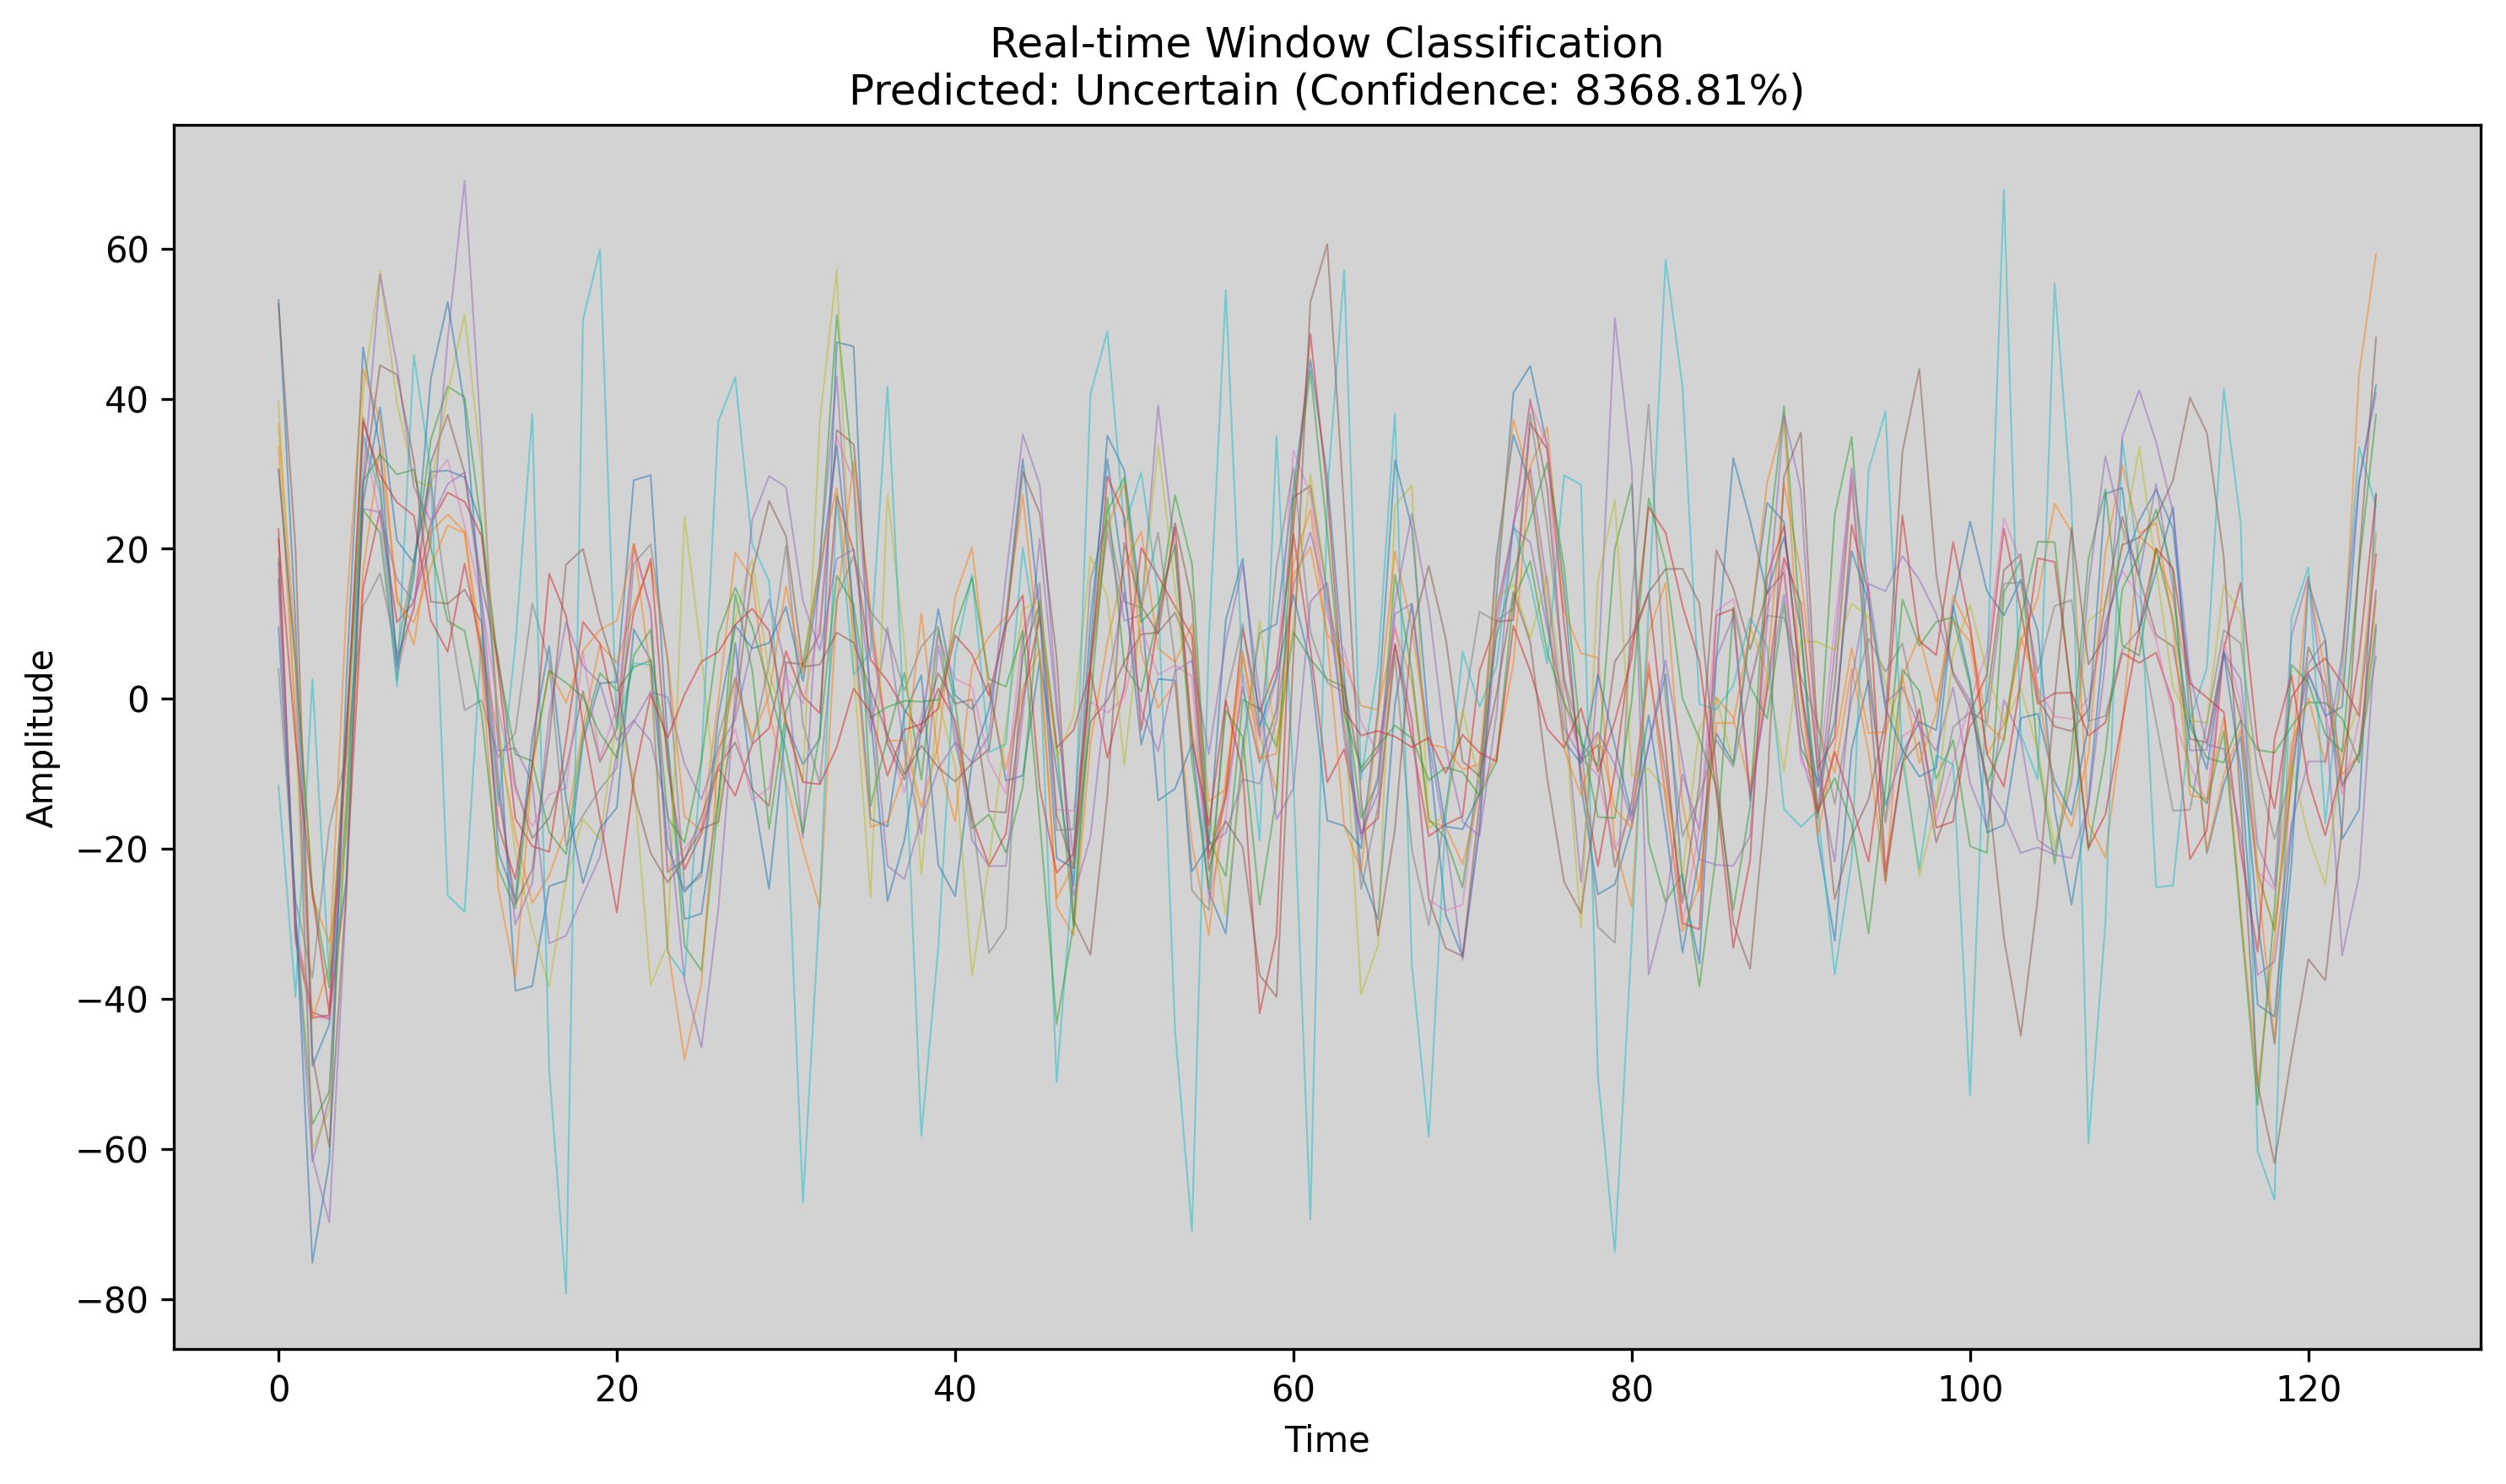 Real-time Window Classification
Predicted: Uncertain (Confidence: 8368.81%)
Amplitude
60
40
20
0
−20
−40
−60
−80
0 20 40 60 80 100 120
Time